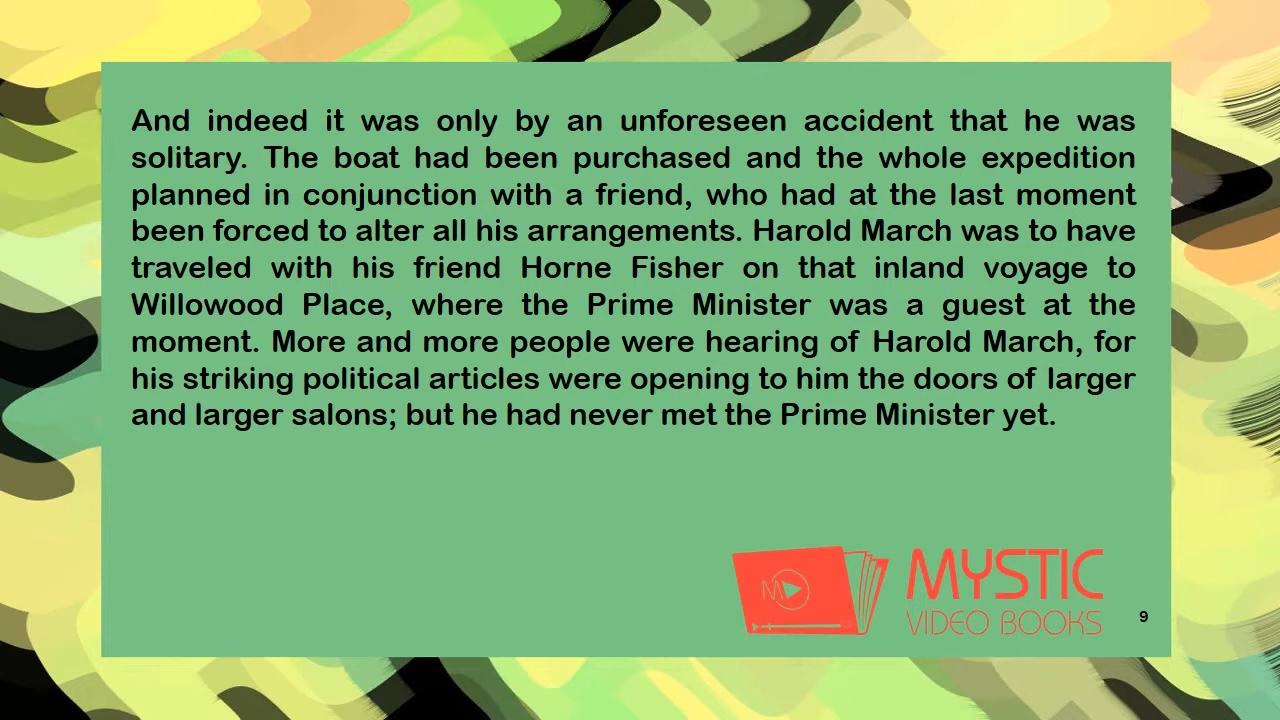 And indeed it was only by an unforeseen accident that he was
solitary. The boat had been purchased and the whole expedition
planned in conjunction with a friend, who had at the last moment
been forced to alter all his arrangements. Harold March was to have
traveled with his friend Horne Fisher on that inland voyage to
Willowood Place, where the Prime Minister was a guest at the
moment. More and more people were hearing of Harold March, for
his striking political articles were opening to him the doors of larger
and larger salons; but he had never met the Prime Minister yet.
M
MYSTIC
VIDEO BOOKS
9